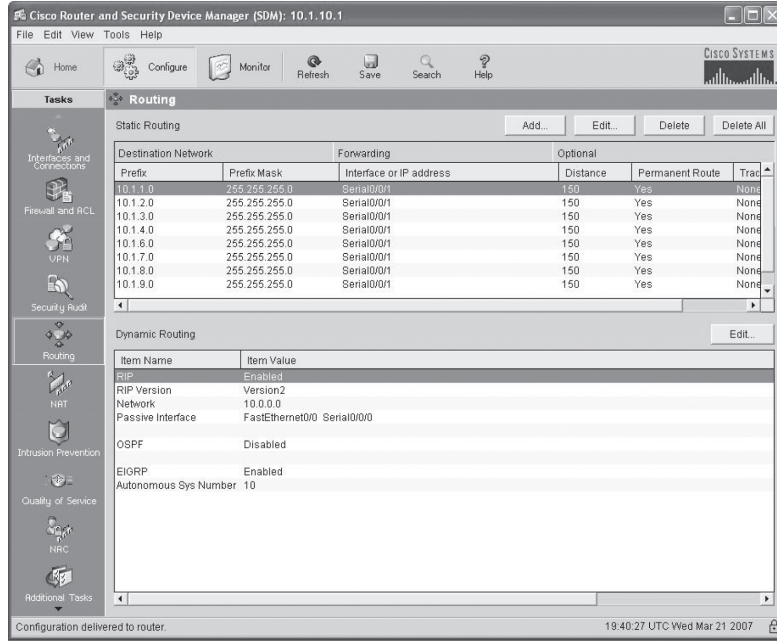 Cisco Router and Security Device Manager (SDM): 10.1.10.1
File Edit View Tools Help
Home Configure Monitor Refresh Save Search Help
CISCO SYSTEMS
Tasks
Routing
Interfaces and Connections
Firewall and ACL
VPN
Security Audit
Routing
NAT
Intrusion Prevention
Quality of Service
NAC
Additional Tasks
Static Routing Add... Edit... Delete Delete All
Destination Network Forwarding Optional
Prefix Prefix Mask Interface or IP address Distance Permanent Route Trac
10.1.1.0 255.255.255.0 Serial0/0/1 150 Yes None
10.1.2.0 255.255.255.0 Serial0/0/1 150 Yes None
10.1.3.0 255.255.255.0 Serial0/0/1 150 Yes None
10.1.4.0 255.255.255.0 Serial0/0/1 150 Yes None
10.1.6.0 255.255.255.0 Serial0/0/1 150 Yes None
10.1.7.0 255.255.255.0 Serial0/0/1 150 Yes None
10.1.8.0 255.255.255.0 Serial0/0/1 150 Yes None
10.1.9.0 255.255.255.0 Serial0/0/1 150 Yes None
Dynamic Routing Edit...
Item Name Item Value
RIP Enabled
RIP Version Version2
Network 10.0.0.0
Passive Interface FastEthernet0/0 Serial0/0/0
OSPF Disabled
EIGRP Enabled
Autonomous Sys Number 10
Configuration delivered to router. 19:40:27 UTC Wed Mar 21 2007